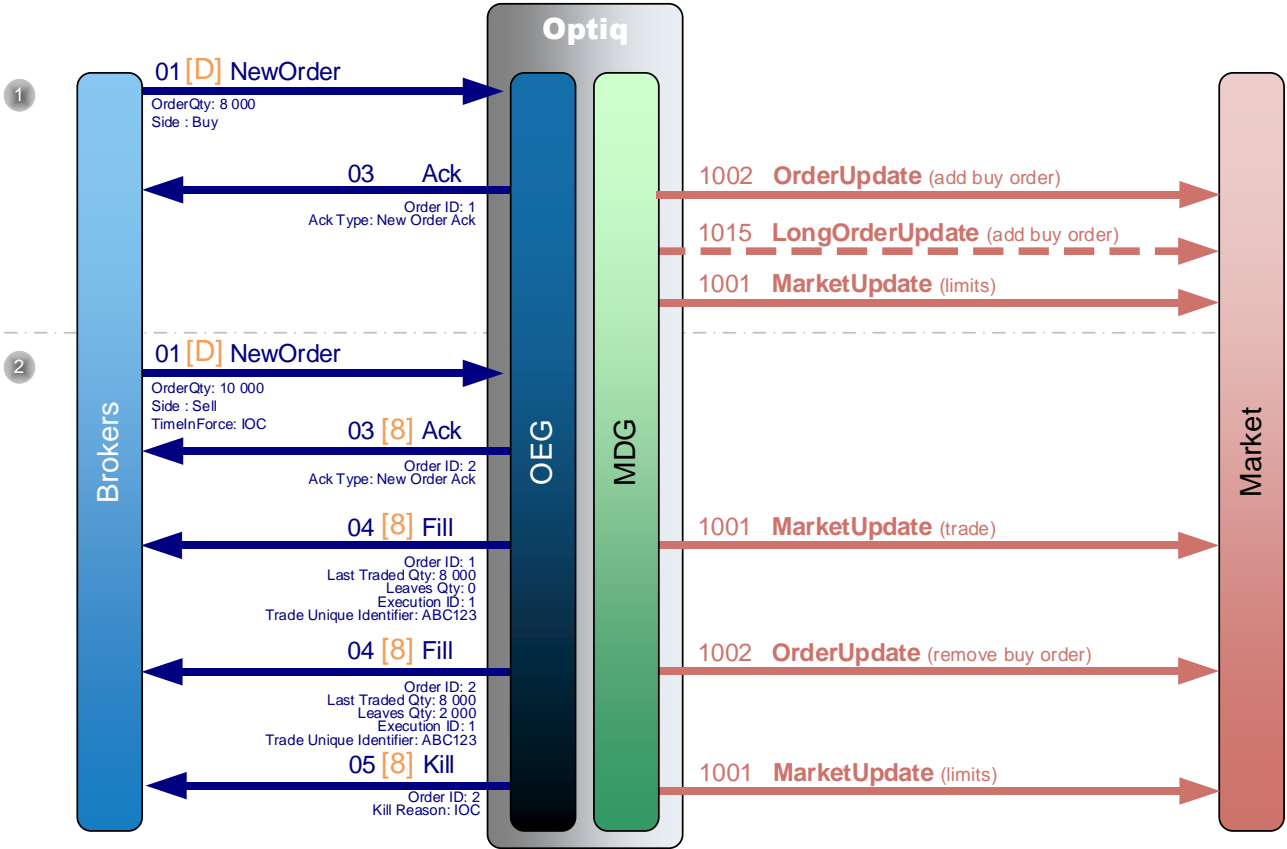 Optiq
1
01 [D] NewOrder
OrderQty: 8 000
Side : Buy
03 Ack
Order ID: 1
Ack Type: New Order Ack
1002 OrderUpdate (add buy order)
1015 LongOrderUpdate (add buy order)
1001 MarketUpdate (limits)
2
01 [D] NewOrder
OrderQty: 10 000
Side : Sell
TimeInForce: IOC
03 [8] Ack
Order ID: 2
Ack Type: New Order Ack
04 [8] Fill
Order ID: 1
Last Traded Qty: 8 000
Leaves Qty: 0
Execution ID: 1
Trade Unique Identifier: ABC123
1001 MarketUpdate (trade)
04 [8] Fill
Order ID: 2
Last Traded Qty: 8 000
Leaves Qty: 2 000
Execution ID: 1
Trade Unique Identifier: ABC123
1002 OrderUpdate (remove buy order)
05 [8] Kill
Order ID: 2
Kill Reason: IOC
1001 MarketUpdate (limits)
Brokers
OEG
MDG
Market